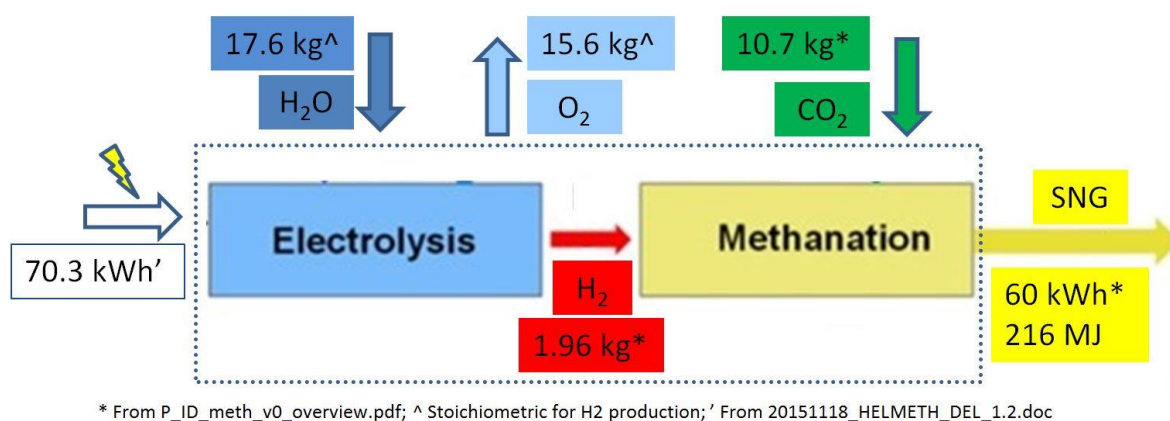 17.6 kg^
H₂O
15.6 kg^
O₂
10.7 kg*
CO₂
70.3 kWh’
Electrolysis
H₂
1.96 kg*
Methanation
SNG
60 kWh*
216 MJ
* From P_ID_meth_v0_overview.pdf; ^ Stoichiometric for H2 production; ’ From 20151118_HELMETH_DEL_1.2.doc